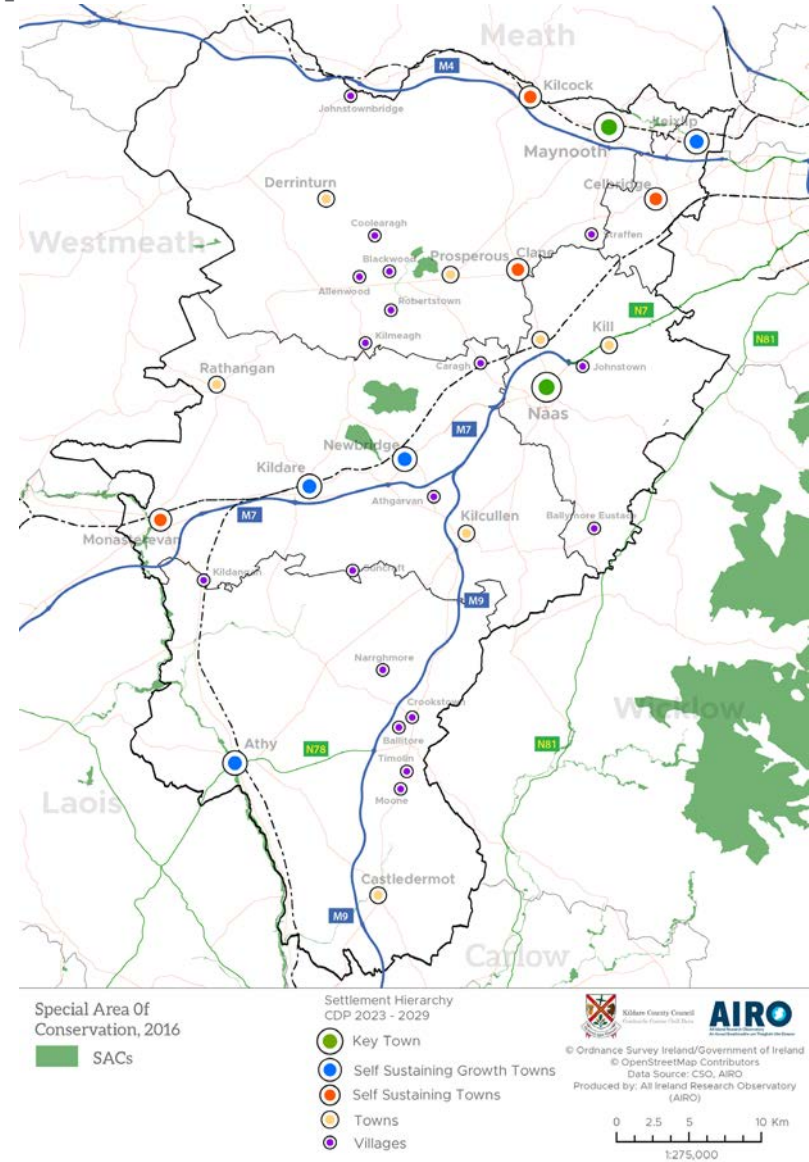 Meath
M4
Kilcock
Johnstownbridge
Leixlip
Maynooth
Derrinturn
Celbridge
Westmeath
Coolearagh
Straffen
Blackwood
Prosperous
Clane
Allenwood
Robertstown
N7
Kill
N81
Kilmeagh
Rathangan
Caragh
Johnstown
Naas
M7
Newbridge
Kildare
Athgarvan
M7
Monasterevan
Kilcullen
Ballymore Eustace
Kildangan
Suncroft
M9
Narrghmore
Crookstown
Wicklow
Ballitore
Athy
N78
N81
Timolin
Laois
Moone
Castledermot
M9
Carlow
Special Area Of
Conservation, 2016
SACs
Settlement Hierarchy
CDP 2023 - 2029
Key Town
Self Sustaining Growth Towns
Self Sustaining Towns
Towns
Villages
Kildare County Council
AIRO
© Ordnance Survey Ireland/Government of Ireland
© OpenStreetMap Contributors
Data Source: CSO, AIRO
Produced by: All Ireland Research Observatory
(AIRO)
0 2.5 5 10 Km
1:275,000